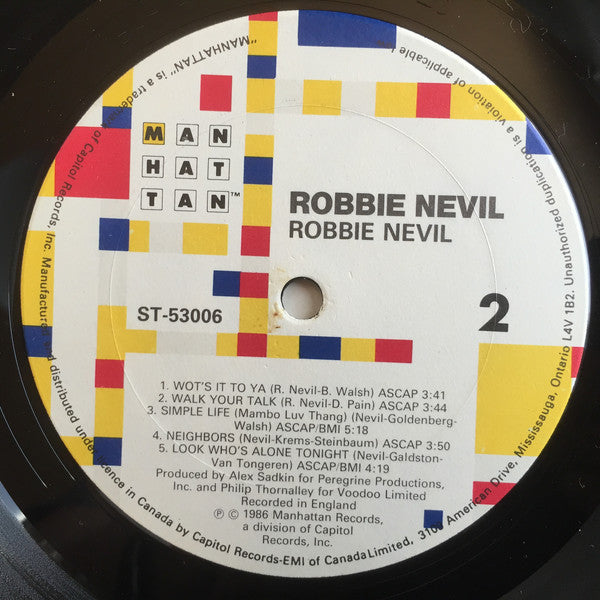 MAN
HAT
TAN™
ROBBIE NEVIL
ROBBIE NEVIL
ST-53006
2
1. WOT'S IT TO YA (R. Nevil-B. Walsh) ASCAP 3:41
2. WALK YOUR TALK (R. Nevil-D. Pain) ASCAP 3:44
3. SIMPLE LIFE (Mambo Luv Thang) (Nevil-Goldenberg-
Walsh) ASCAP/BMI 5:18
4. NEIGHBORS (Nevil-Krems-Steinbaum) ASCAP 3:50
5. LOOK WHO'S ALONE TONIGHT (Nevil-Galdston-
Van Tongeren) ASCAP/BMI 4:19
Produced by Alex Sadkin for Peregrine Productions,
Inc. and Philip Thornalley for Voodoo Limited
Recorded in England
℗ © 1986 Manhattan Records,
a division of Capitol
Records, Inc.
"MANHATTAN" is a trademark of Capitol Records, Inc. Manufactured and distributed under licence in Canada by Capitol Records-EMI of Canada Limited, 3109 American Drive, Mississauga, Ontario L4V 1B2. Unauthorized duplication is a violation of applicable